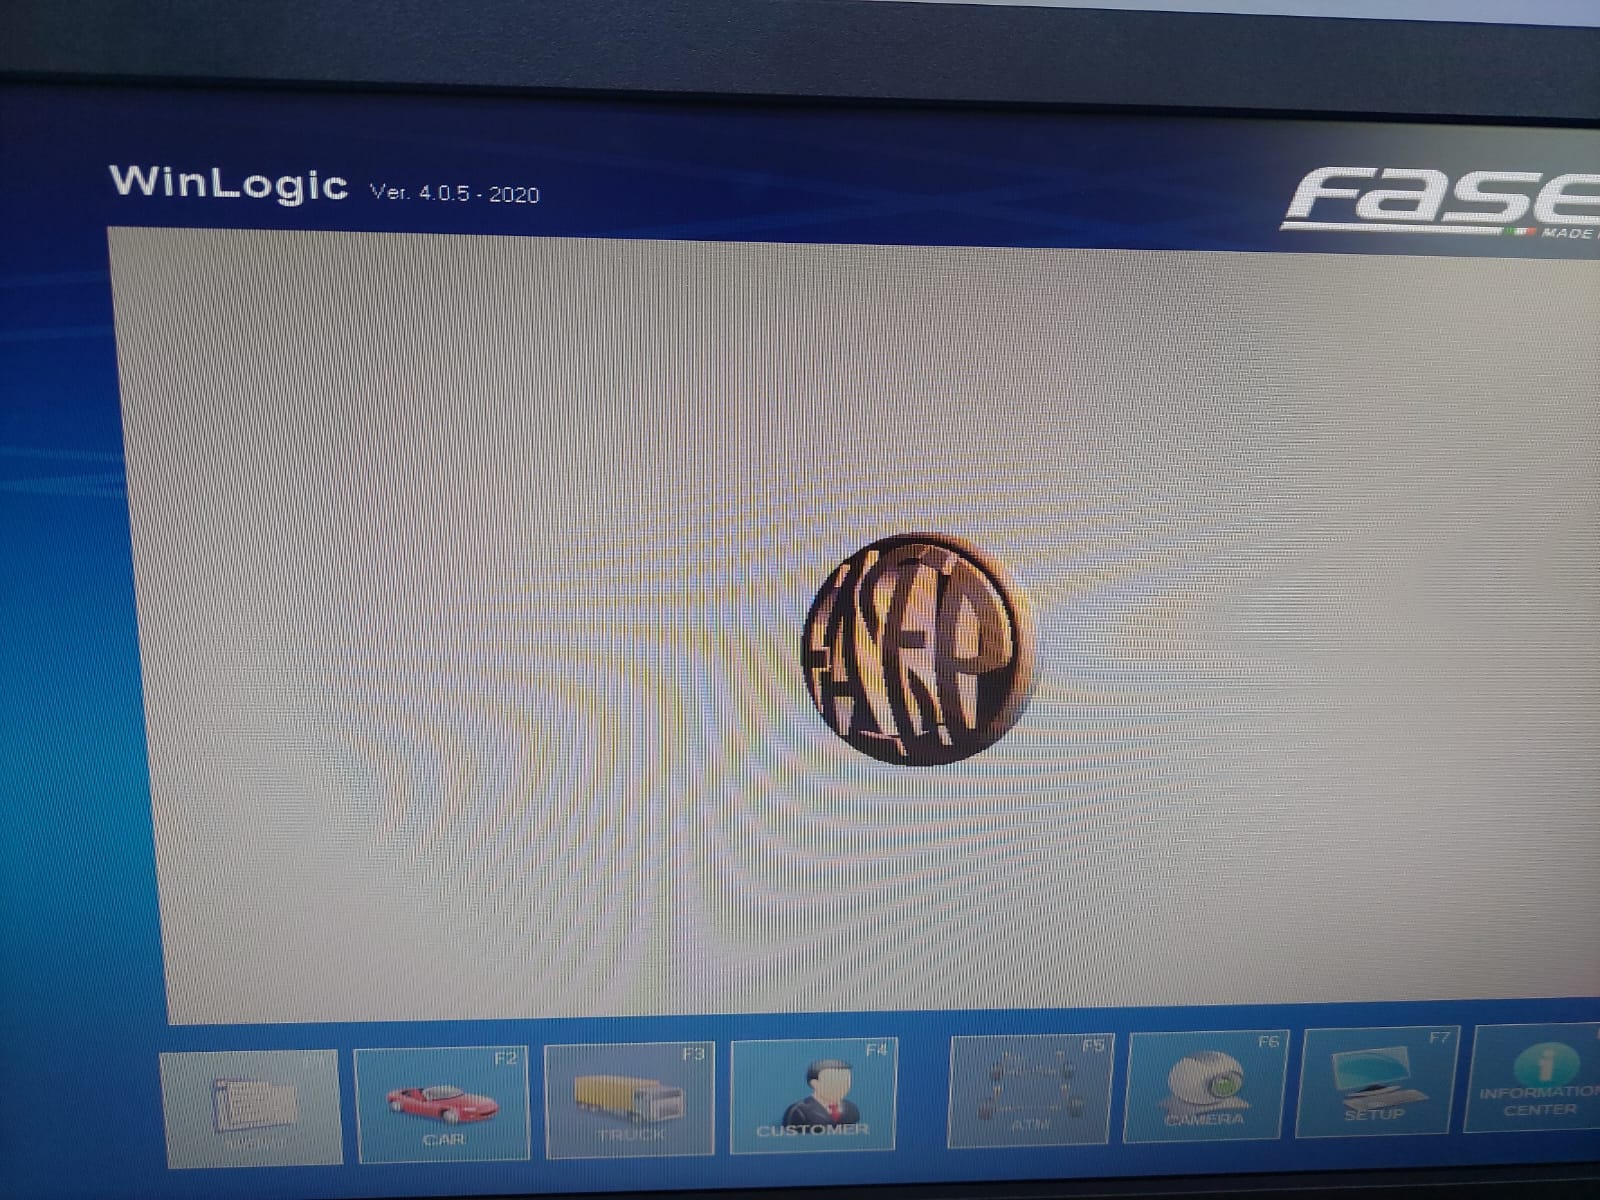 WinLogic Ver. 4.0.5 - 2020
fase
MADE
FASEP
F2
CAR
F3
TRUCK
F4
CUSTOMER
F5
F6
CAMERA
F7
SETUP
INFORMATION
CENTER